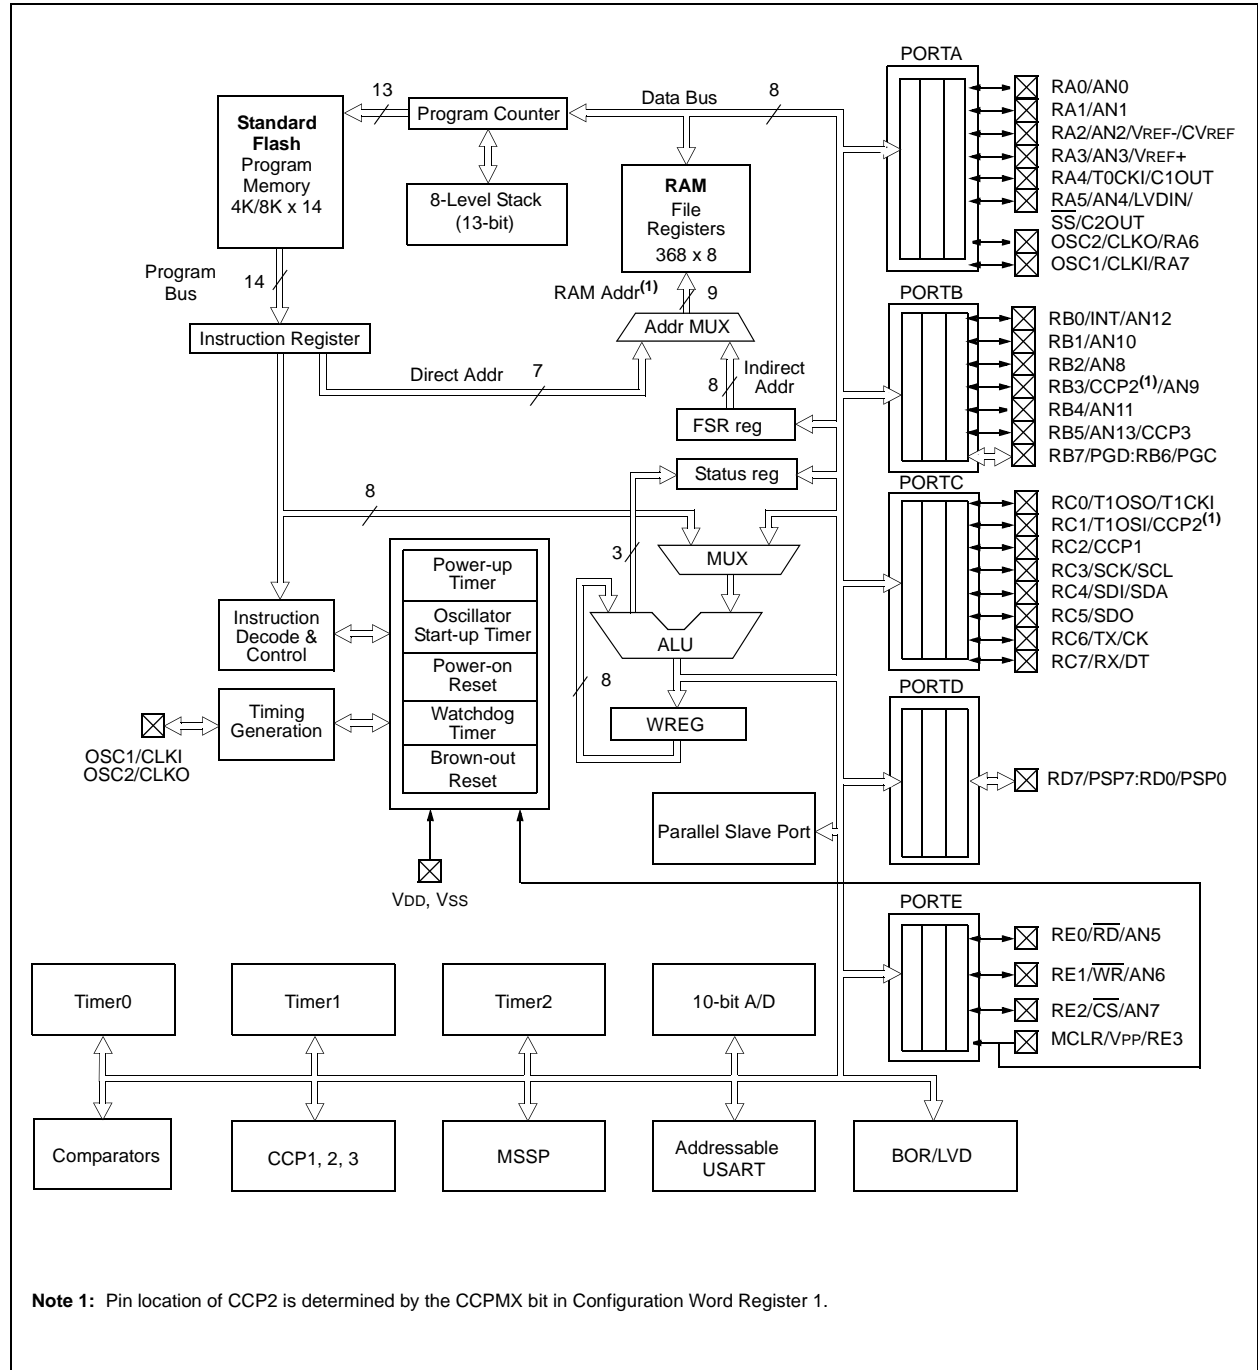 PORTA
13
Data Bus
8
Program Counter
Standard
Flash
Program
Memory
4K/8K x 14
8-Level Stack
(13-bit)
RAM
File
Registers
368 x 8
RA0/AN0
RA1/AN1
RA2/AN2/VREF-/CVREF
RA3/AN3/VREF+
RA4/T0CKI/C1OUT
RA5/AN4/LVDIN/
SS/C2OUT
OSC2/CLKO/RA6
OSC1/CLKI/RA7
Program
Bus
14
RAM Addr(1)
9
PORTB
Instruction Register
Addr MUX
Direct Addr
7
8
Indirect
Addr
FSR reg
RB0/INT/AN12
RB1/AN10
RB2/AN8
RB3/CCP2(1)/AN9
RB4/AN11
RB5/AN13/CCP3
RB7/PGD:RB6/PGC
Status reg
PORTC
8
3
MUX
RC0/T1OSO/T1CKI
RC1/T1OSI/CCP2(1)
RC2/CCP1
RC3/SCK/SCL
RC4/SDI/SDA
RC5/SDO
RC6/TX/CK
RC7/RX/DT
Power-up
Timer
Oscillator
Start-up Timer
Power-on
Reset
Watchdog
Timer
Brown-out
Reset
Instruction
Decode &
Control
ALU
8
WREG
Timing
Generation
OSC1/CLKI
OSC2/CLKO
PORTD
RD7/PSP7:RD0/PSP0
Parallel Slave Port
VDD, VSS
PORTE
RE0/RD/AN5
RE1/WR/AN6
RE2/CS/AN7
MCLR/VPP/RE3
Timer0
Timer1
Timer2
10-bit A/D
Comparators
CCP1, 2, 3
MSSP
Addressable
USART
BOR/LVD
Note 1: Pin location of CCP2 is determined by the CCPMX bit in Configuration Word Register 1.